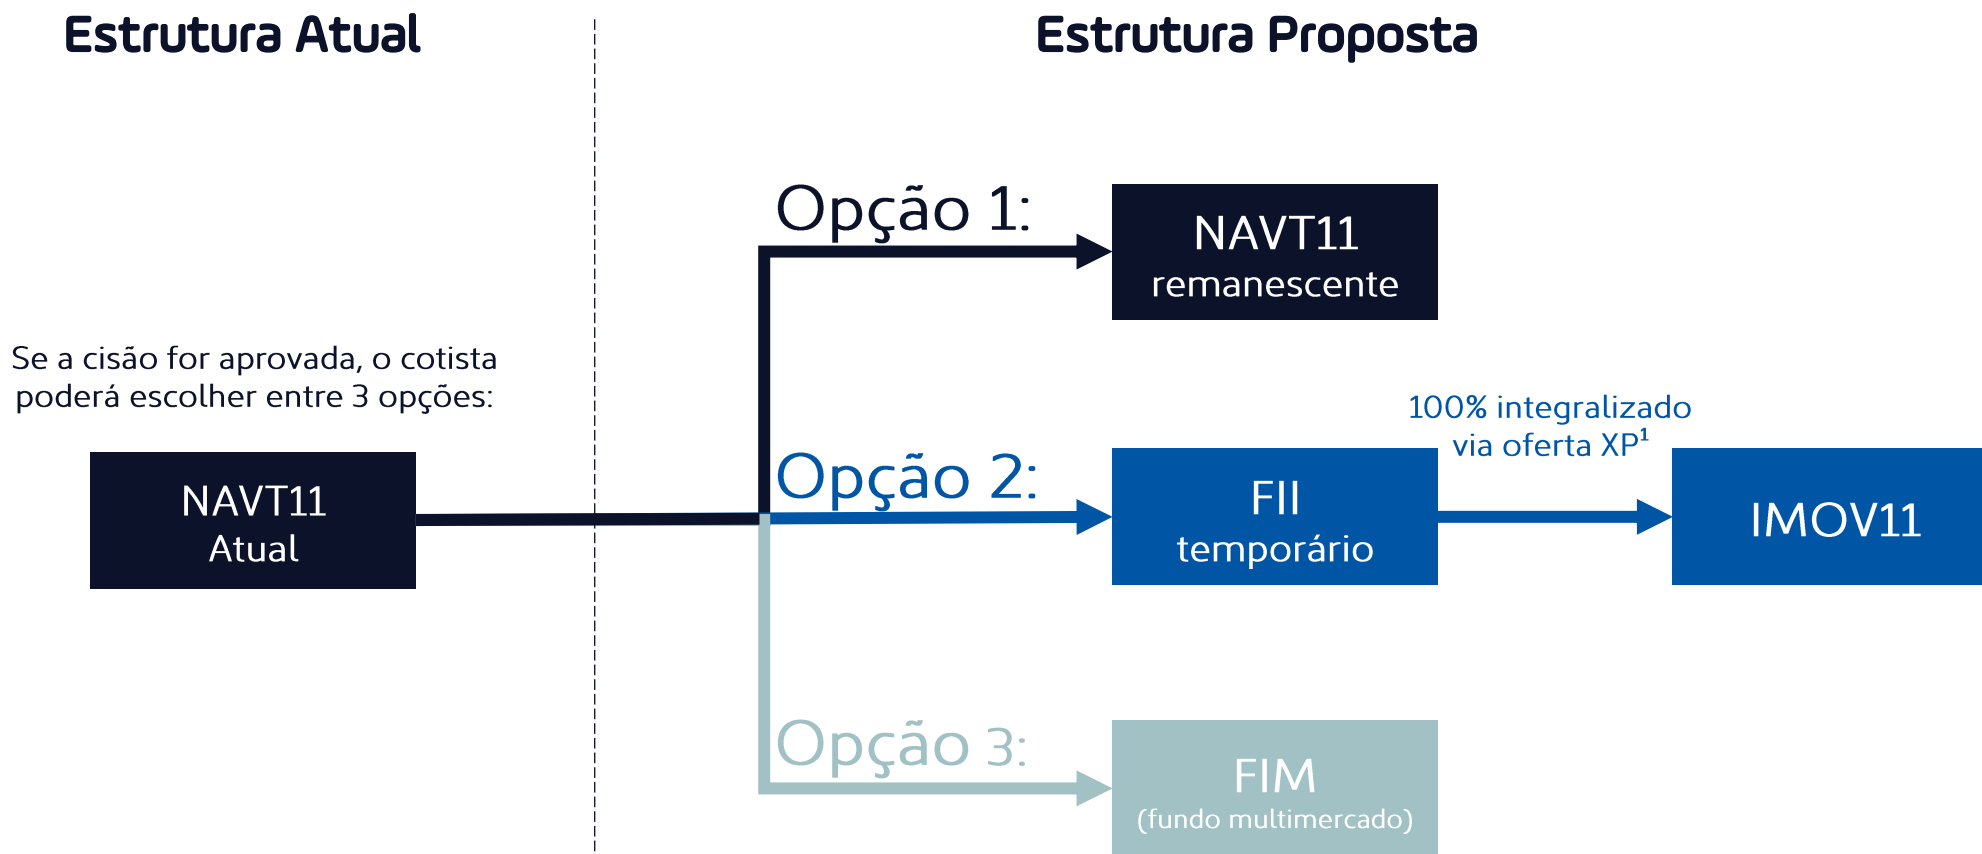 Estrutura Atual
Estrutura Proposta
Se a cisão for aprovada, o cotista
poderá escolher entre 3 opções:
NAVT11
Atual
Opção 1:
NAVT11
remanescente
Opção 2:
FII
temporário
100% integralizado
via oferta XP¹
IMOV11
Opção 3:
FIM
(fundo multimercado)